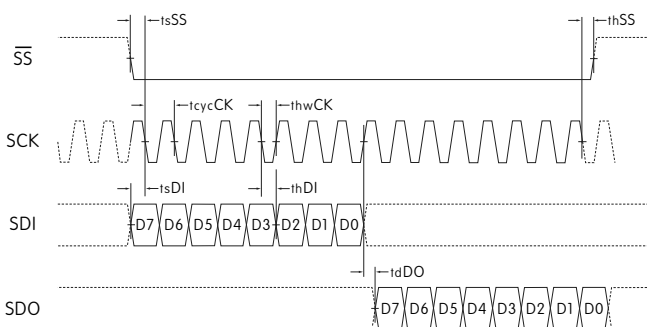 tsSS
thSS
SS
tcycCK
thwCK
SCK
tsDI
thDI
SDI
D7 D6 D5 D4 D3 D2 D1 D0
tdDO
SDO
D7 D6 D5 D4 D3 D2 D1 D0